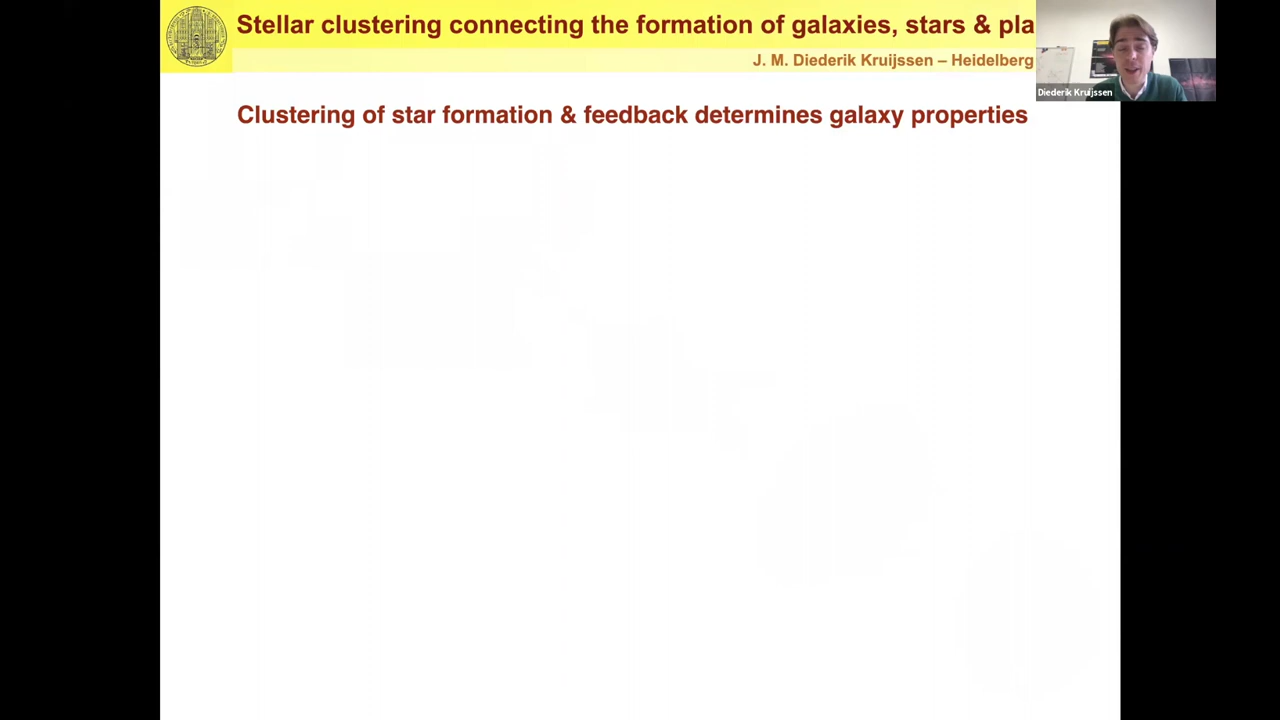 Stellar clustering connecting the formation of galaxies, stars & pla
J. M. Diederik Kruijssen – Heidelberg
Diederik Kruijssen
Clustering of star formation & feedback determines galaxy properties